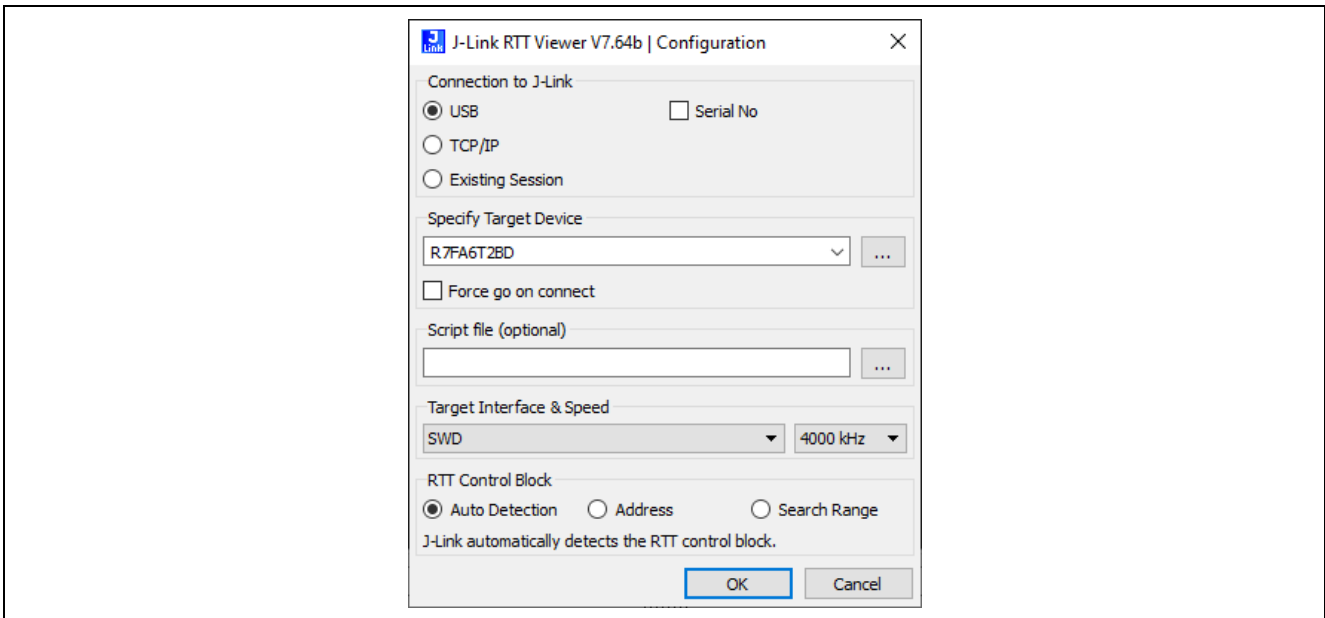 J-Link RTT Viewer V7.64b | Configuration
Connection to J-Link
USB Serial No
TCP/IP
Existing Session
Specify Target Device
R7FA6T2BD
...
Force go on connect
Script file (optional)
...
Target Interface & Speed
SWD 4000 kHz
RTT Control Block
Auto Detection Address Search Range
J-Link automatically detects the RTT control block.
OK Cancel